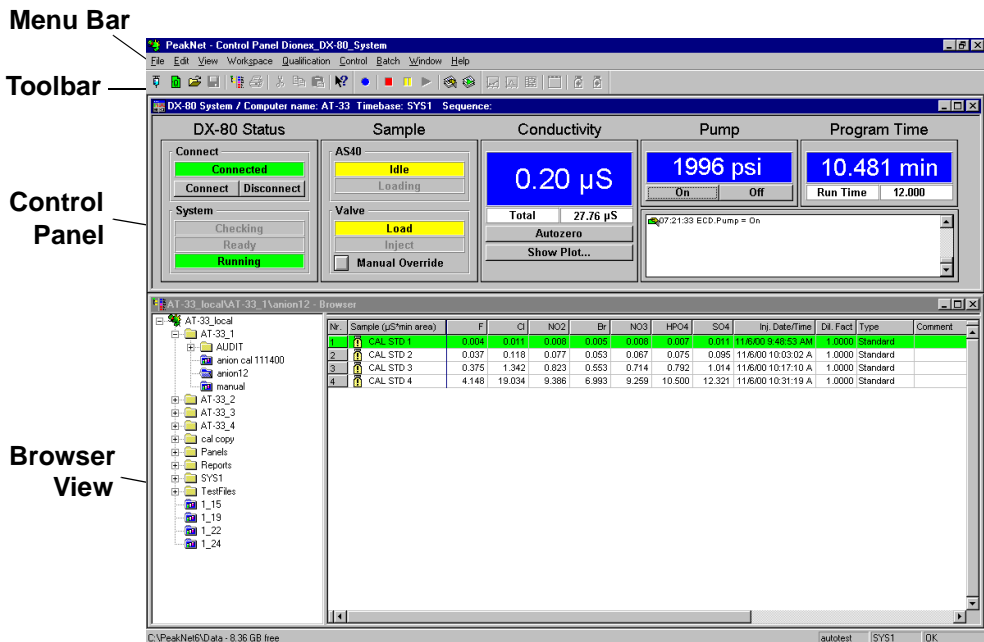 Menu Bar
PeakNet - Control Panel Dionex_DX-80_System
File Edit View Workspace Qualification Control Batch Window Help
Toolbar
DX-80 System / Computer name: AT-33 Timebase: SYS1 Sequence:
DX-80 Status Sample Conductivity Pump Program Time
Connect
Connected
Connect Disconnect
System
Checking
Ready
Running
AS40
Idle
Loading
Valve
Load
Inject
Manual Override
0.20 µS
Total 27.76 µS
Autozero
Show Plot...
1996 psi
On Off
10.481 min
Run Time 12.000
07:21:33 ECD.Pump = On
Control
Panel
AT-33_local\AT-33_1\anion12 - Browser
AT-33_local
AT-33_1
AUDIT
anion cal 111400
anion12
manual
AT-33_2
AT-33_3
AT-33_4
cal copy
Panels
Reports
SYS1
TestFiles
1_15
1_19
1_22
1_24
Browser
View
Nr. Sample (µS*min area) F Cl NO2 Br NO3 HPO4 SO4 Inj. Date/Time Dil. Fact Type Comment
1 CAL STD 1 0.004 0.011 0.008 0.005 0.008 0.007 0.011 11/6/00 9:48:53 AM 1.0000 Standard
2 CAL STD 2 0.037 0.118 0.077 0.053 0.067 0.075 0.095 11/6/00 10:03:02 A 1.0000 Standard
3 CAL STD 3 0.375 1.342 0.823 0.553 0.714 0.792 1.014 11/6/00 10:17:10 A 1.0000 Standard
4 CAL STD 4 4.148 19.034 9.386 6.993 9.259 10.500 12.321 11/6/00 10:31:19 A 1.0000 Standard
C:\PeakNet6\Data - 8.36 GB free autotest SYS1 OK